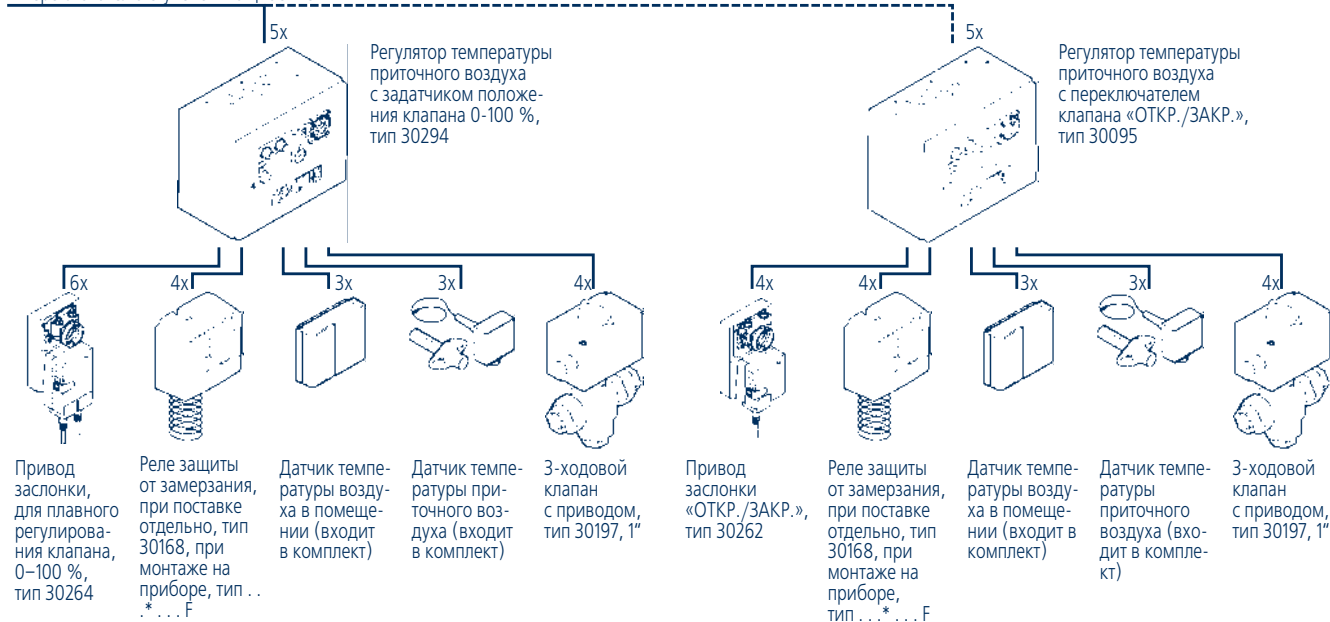 5x
Регулятор температуры
приточного воздуха
с задатчиком положе-
ния клапана 0-100 %,
тип 30294
5x
Регулятор температуры
приточного воздуха
с переключателем
клапана «ОТКР./ЗАКР.»,
тип 30095
6x
4x
3x
3x
4x
4x
4x
3x
3x
4x
Привод
заслонки,
для плавного
регулирова-
ния клапана,
0–100 %,
тип 30264
Реле защиты
от замерзания,
при поставке
отдельно, тип
30168, при
монтаже на
приборе, тип . .
.* . . . F
Датчик темпе-
ратуры возду-
ха в помеще-
нии (входит
в комплект)
Датчик темпе-
ратуры при-
точного воз-
духа (входит
в комплект)
3-ходовой
клапан
с приводом,
тип 30197, 1"
Привод
заслонки
«ОТКР./ЗАКР.»,
тип 30262
Реле защиты
от замерзания,
при поставке
отдельно, тип
30168, при
монтаже на
приборе,
тип . . .* . . . F
Датчик темпе-
ратуры возду-
ха в помеще-
нии (входит в
комплект)
Датчик темпе-
ратуры
приточного
воздуха (вхо-
дит в компле-
кт)
3-ходовой
клапан
с приводом,
тип 30197, 1"